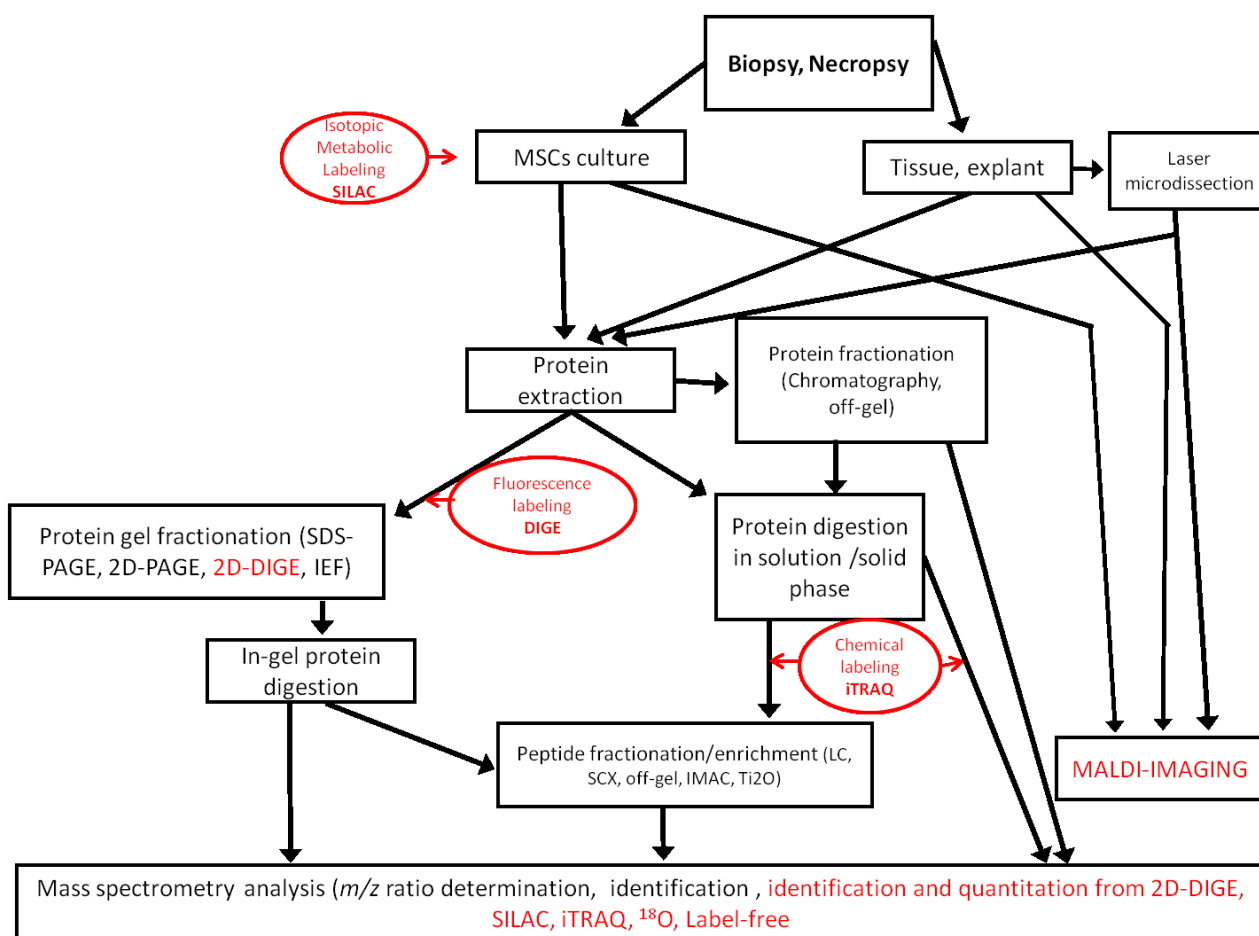 Biopsy, Necropsy
Isotopic
Metabolic
Labeling
SILAC
MSCs culture
Tissue, explant
Laser
microdissection
Protein
extraction
Protein fractionation
(Chromatography,
off-gel)
Fluorescence
labeling
DIGE
Protein gel fractionation (SDS-
PAGE, 2D-PAGE, 2D-DIGE, IEF)
Protein digestion
in solution /solid
phase
In-gel protein
digestion
Chemical
labeling
iTRAQ
Peptide fractionation/enrichment (LC,
SCX, off-gel, IMAC, Ti2O)
MALDI-IMAGING
Mass spectrometry analysis (m/z ratio determination, identification , identification and quantitation from 2D-DIGE,
SILAC, iTRAQ, ¹⁸O, Label-free